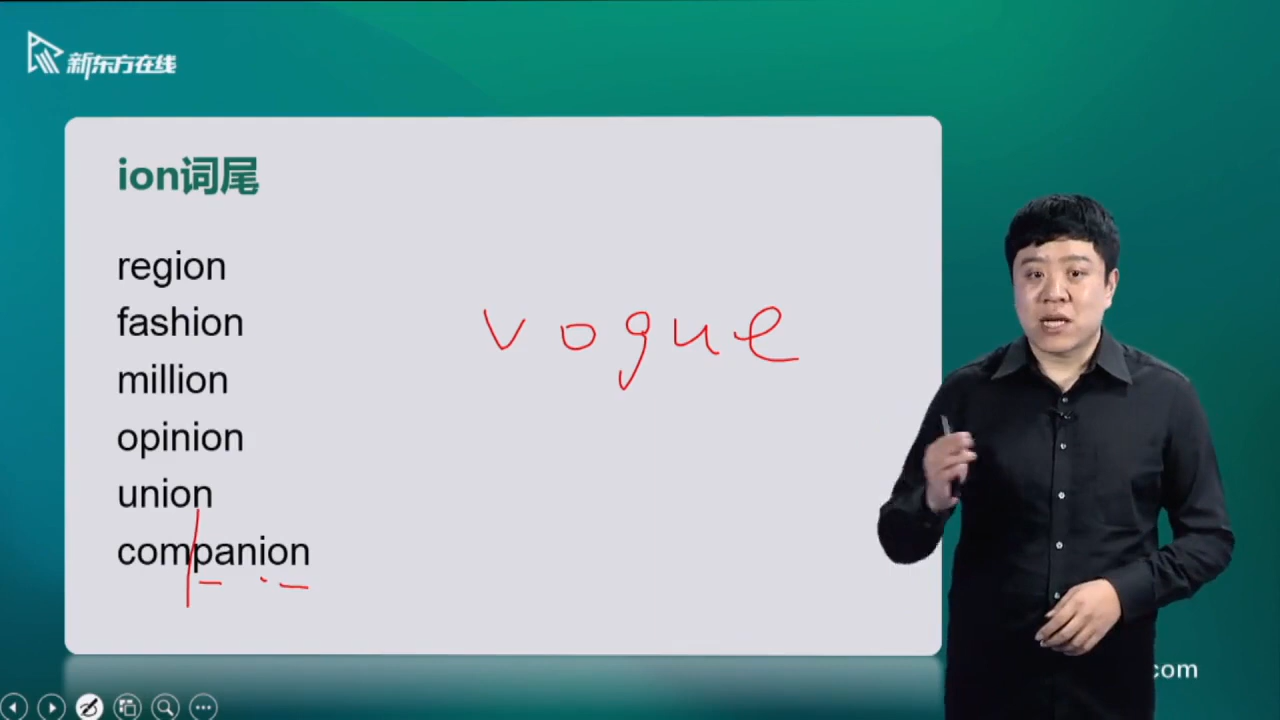 新东方在线
ion词尾
region
fashion
vogue
million
opinion
union
companion
.com